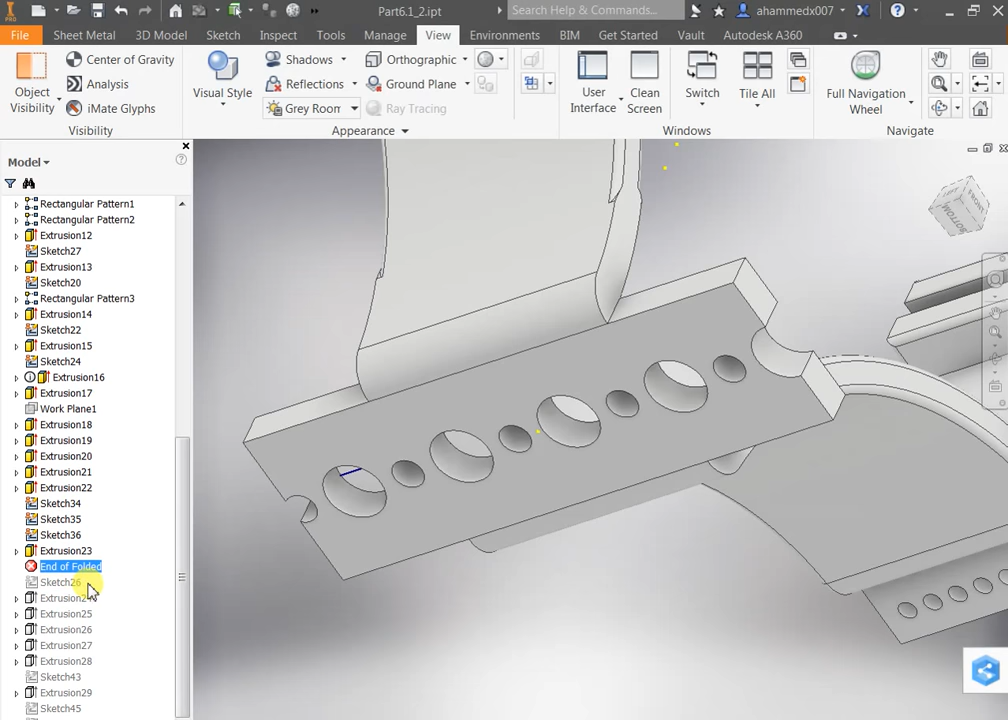 Part6.1_2.ipt
Search Help & Commands...
ahammedx007
File
Sheet Metal
3D Model
Sketch
Inspect
Tools
Manage
View
Environments
BIM
Get Started
Vault
Autodesk A360
Object
Visibility
Center of Gravity
Analysis
iMate Glyphs
Visual Style
Shadows
Reflections
Grey Room
Orthographic
Ground Plane
Ray Tracing
User
Interface
Clean
Screen
Switch
Tile All
Full Navigation
Wheel
Visibility
Appearance
Windows
Navigate
Model
Rectangular Pattern1
Rectangular Pattern2
Extrusion12
Sketch27
Extrusion13
Sketch20
Rectangular Pattern3
Extrusion14
Sketch22
Extrusion15
Sketch24
Extrusion16
Extrusion17
Work Plane1
Extrusion18
Extrusion19
Extrusion20
Extrusion21
Extrusion22
Sketch34
Sketch35
Sketch36
Extrusion23
End of Folded
Sketch26
Extrusion25
Extrusion26
Extrusion27
Extrusion28
Sketch43
Extrusion29
Sketch45
BOTTOM